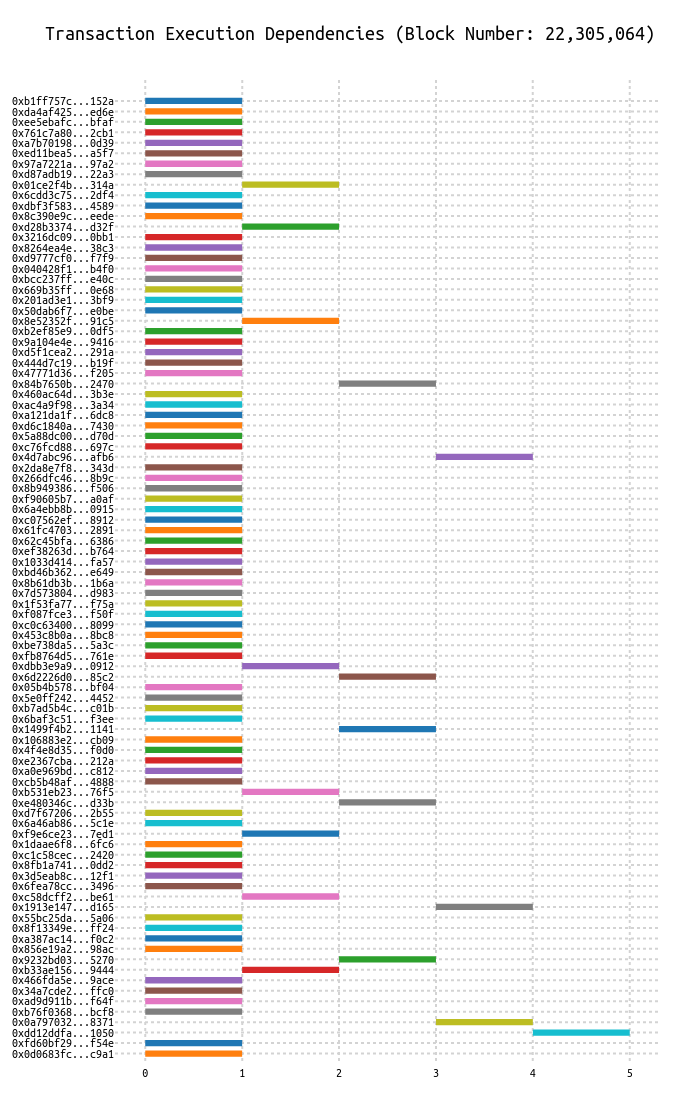 Transaction Execution Dependencies (Block Number: 22,305,064)
0xb1ff757c...152a
0xda4af425...ed6e
0xee5ebafc...bfaf
0x761c7a80...2cb1
0xa7b70198...0d39
0xed11bea5...a5f7
0x97a7221a...97a2
0xd87adb19...22a3
0x01ce2f4b...314a
0x6cdd3c75...2df4
0xdbf3f583...4589
0x8c390e9c...eede
0xd28b3374...d32f
0x3216dc09...0bb1
0x8264ea4e...38c3
0xd9777cf0...f7f9
0x040428f1...b4f0
0xbcc237ff...e40c
0x669b35ff...0e68
0x201ad3e1...3bf9
0x50dab6f7...e0be
0x8e52352f...91c5
0xb2ef85e9...0df5
0x9a104e4e...9416
0xd5f1cea2...291a
0x444d7c19...b19f
0x47771d36...f205
0x84b7650b...2470
0x460ac64d...3b3e
0xac4a9f98...3a34
0xa121da1f...6dc8
0xd6c1840a...7430
0x5a88dc00...d70d
0xc76fcd88...697c
0x4d7abc96...afb6
0x2da8e7f8...343d
0x266dfc46...8b9c
0x8b949386...f506
0xf90605b7...a0af
0x6a4ebb8b...0915
0xc07562ef...8912
0x61fc4703...2891
0x62c45bfa...6386
0xef38263d...b764
0x1033d414...fa57
0xbd46b362...e649
0x8b61db3b...1b6a
0x7d573804...d983
0x1f53fa77...f75a
0xf087fce3...f50f
0xc0c63400...8099
0x453c8b0a...8bc8
0xbe738da5...5a3c
0xfb8764d5...761e
0xdbb3e9a9...0912
0x6d2226d0...85c2
0x05b4b578...bf04
0x5e0ff242...4452
0xb7ad5b4c...c01b
0x6baf3c51...f3ee
0x1499f4b2...1141
0x106883e2...cb09
0x4f4e8d35...f0d0
0xe2367cba...212a
0xa0e969bd...c812
0xcb5b48af...4888
0xb531eb23...76f5
0xe480346c...d33b
0xd7f67206...2b55
0x6a46ab86...5c1e
0xf9e6ce23...7ed1
0x1daae6f8...6fc6
0xc1c58cec...2420
0x8fb1a741...0dd2
0x3d5eab8c...12f1
0x6fea78cc...3496
0xc58dcff2...be61
0x1913e147...d165
0x55bc25da...5a06
0x8f13349e...ff24
0xa387ac14...f0c2
0x856e19a2...98ac
0x9232bd03...5270
0xb33ae156...9444
0x466fda5e...9ace
0x34a7cde2...ffc0
0xad9d911b...f64f
0xb76f0368...bcf8
0x0a797032...8371
0xdd12ddfa...1050
0xfd60bf29...f54e
0x0d0683fc...c9a1
0 1 2 3 4 5